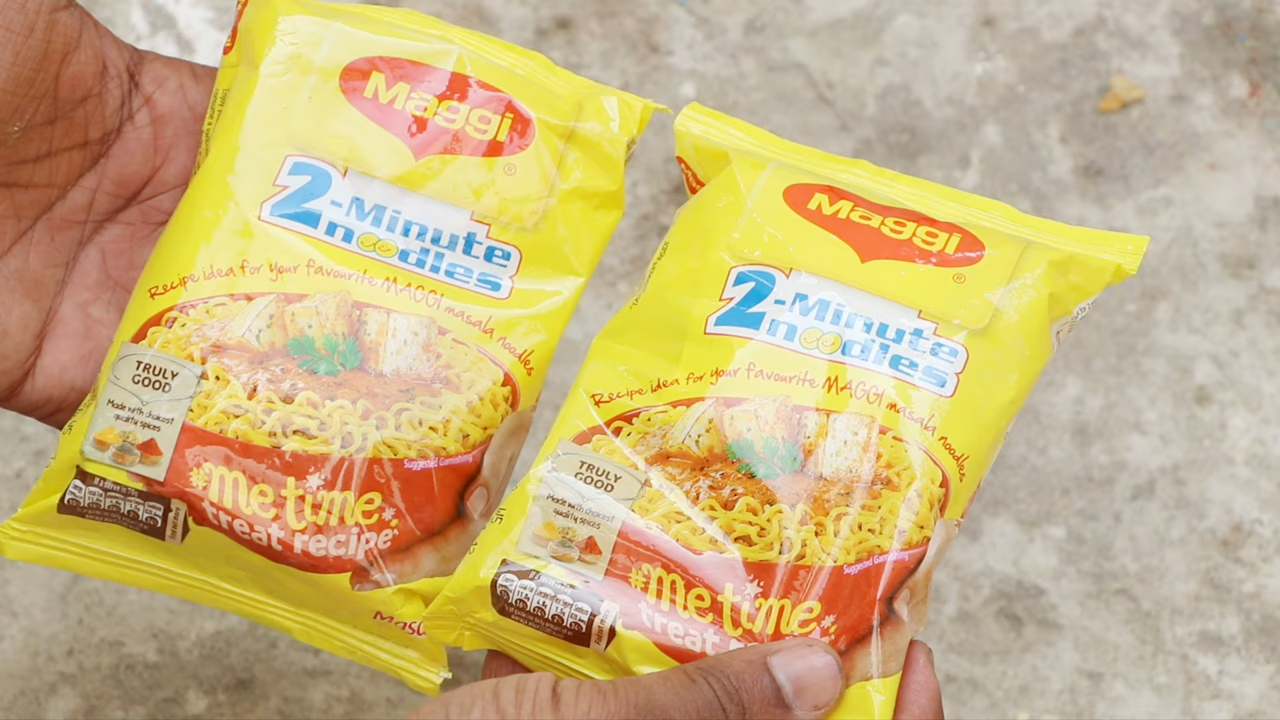 Maggi
®
2-Minute
noodles
Recipe idea for your favourite MAGGI masala noodles
TRULY
GOOD
Made with choicest
quality spices
Suggested Garnishing
#Me time
treat recipe
Maggi
®
2-Minute
noodles
Recipe idea for your favourite MAGGI masala noodles
TRULY
GOOD
Made with choicest
quality spices
Suggested Garnishing
#Me time
treat